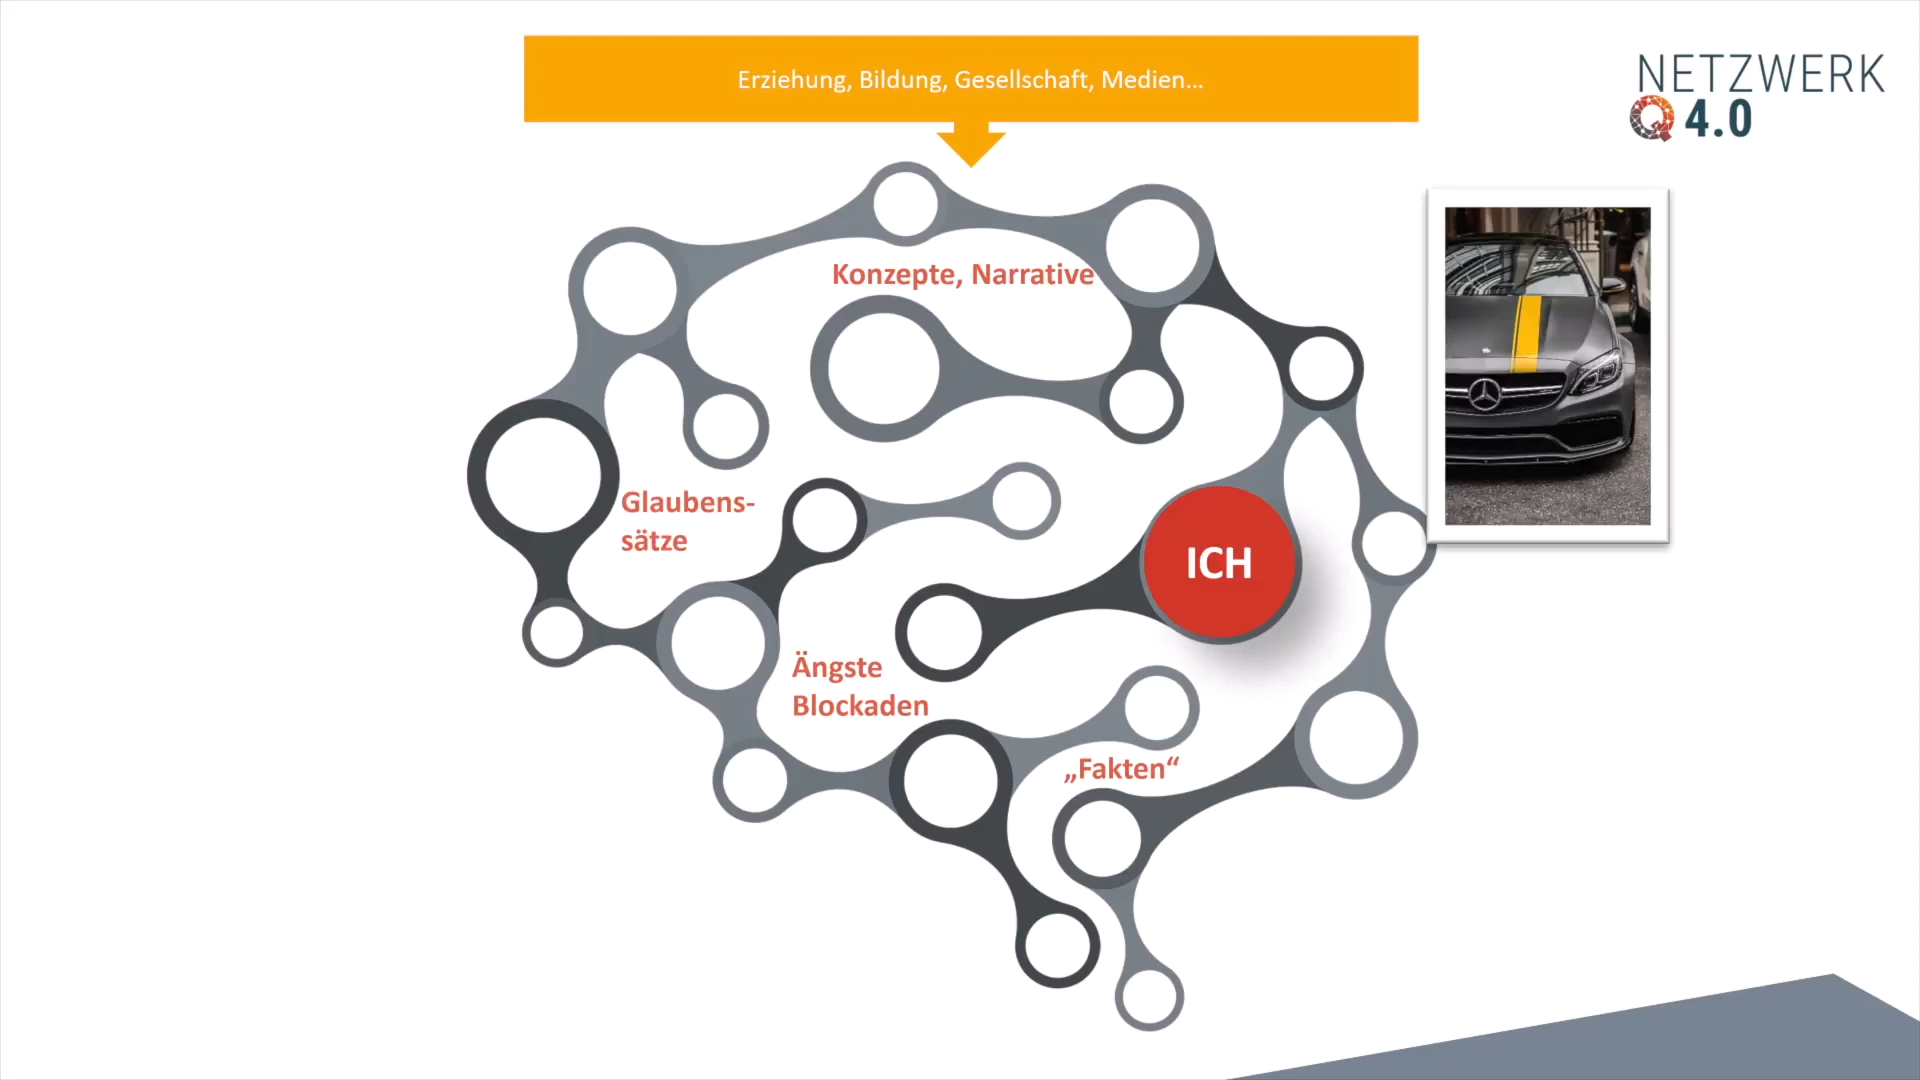 Erziehung, Bildung, Gesellschaft, Medien...
NETZWERK
Q 4.0
Konzepte, Narrative
Glaubens-
sätze
ICH
Ängste
Blockaden
„Fakten“